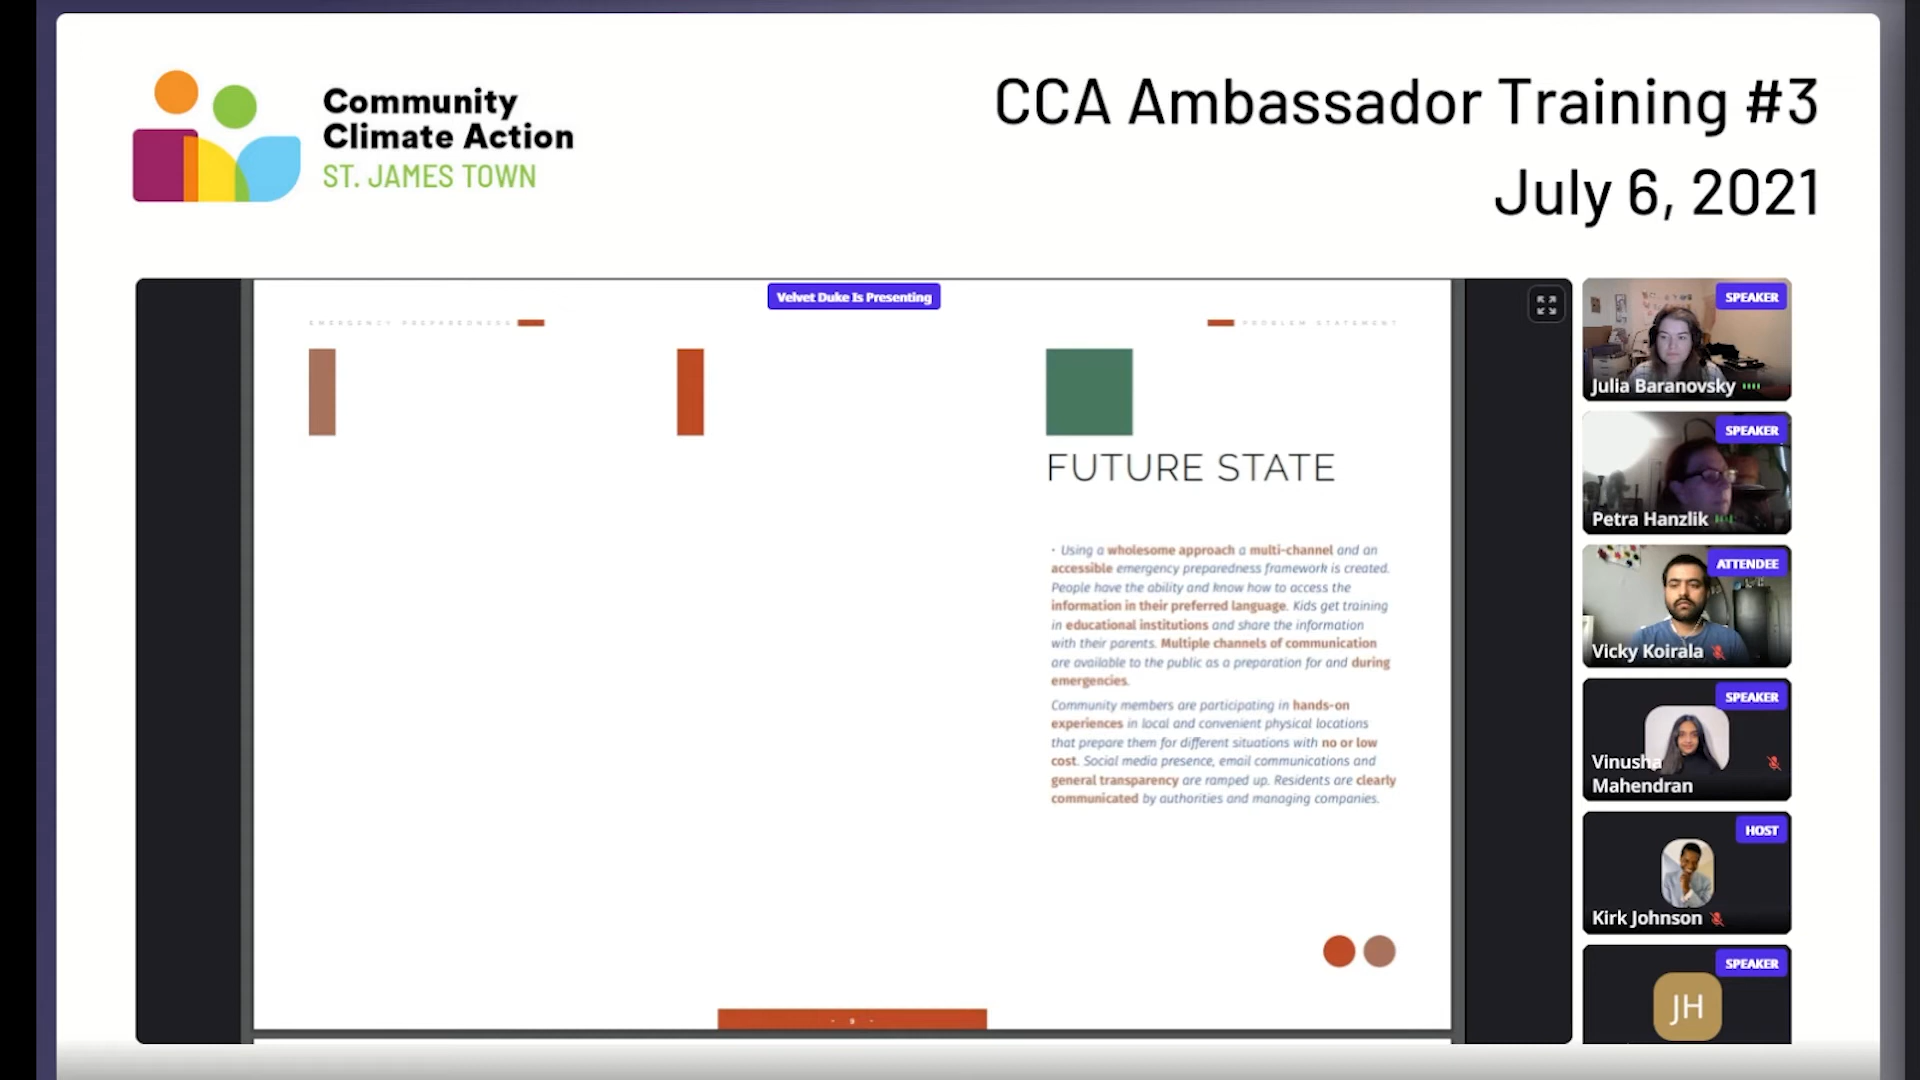 Community
Climate Action
ST. JAMES TOWN
CCA Ambassador Training #3
July 6, 2021
Velvet Duke Is Presenting
EMERGENCY PREPAREDNESS
PROBLEM STATEMENT
FUTURE STATE
• Using a wholesome approach a multi-channel and an
accessible emergency preparedness framework is created.
People have the ability and know how to access the
information in their preferred language. Kids get training
in educational institutions and share the information
with their parents. Multiple channels of communication
are available to the public as a preparation for and during
emergencies.
Community members are participating in hands-on
experiences in local and convenient physical locations
that prepare them for different situations with no or low
cost. Social media presence, email communications and
general transparency are ramped up. Residents are clearly
communicated by authorities and managing companies.
- 9 -
SPEAKER
Julia Baranovsky
SPEAKER
Petra Hanzlik
ATTENDEE
Vicky Koirala
SPEAKER
Vinusha
Mahendran
HOST
Kirk Johnson
SPEAKER
JH